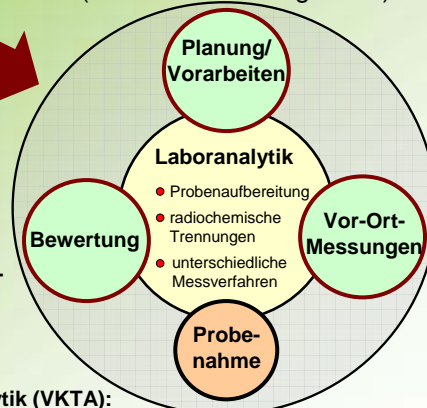 Planung/
Vorarbeiten
Laboranalytik
• Probenaufbereitung
• radiochemische
Trennungen
• unterschiedliche
Messverfahren
Bewertung
Vor-Ort-
Messungen
Probe-
nahme
tik (VKTA):